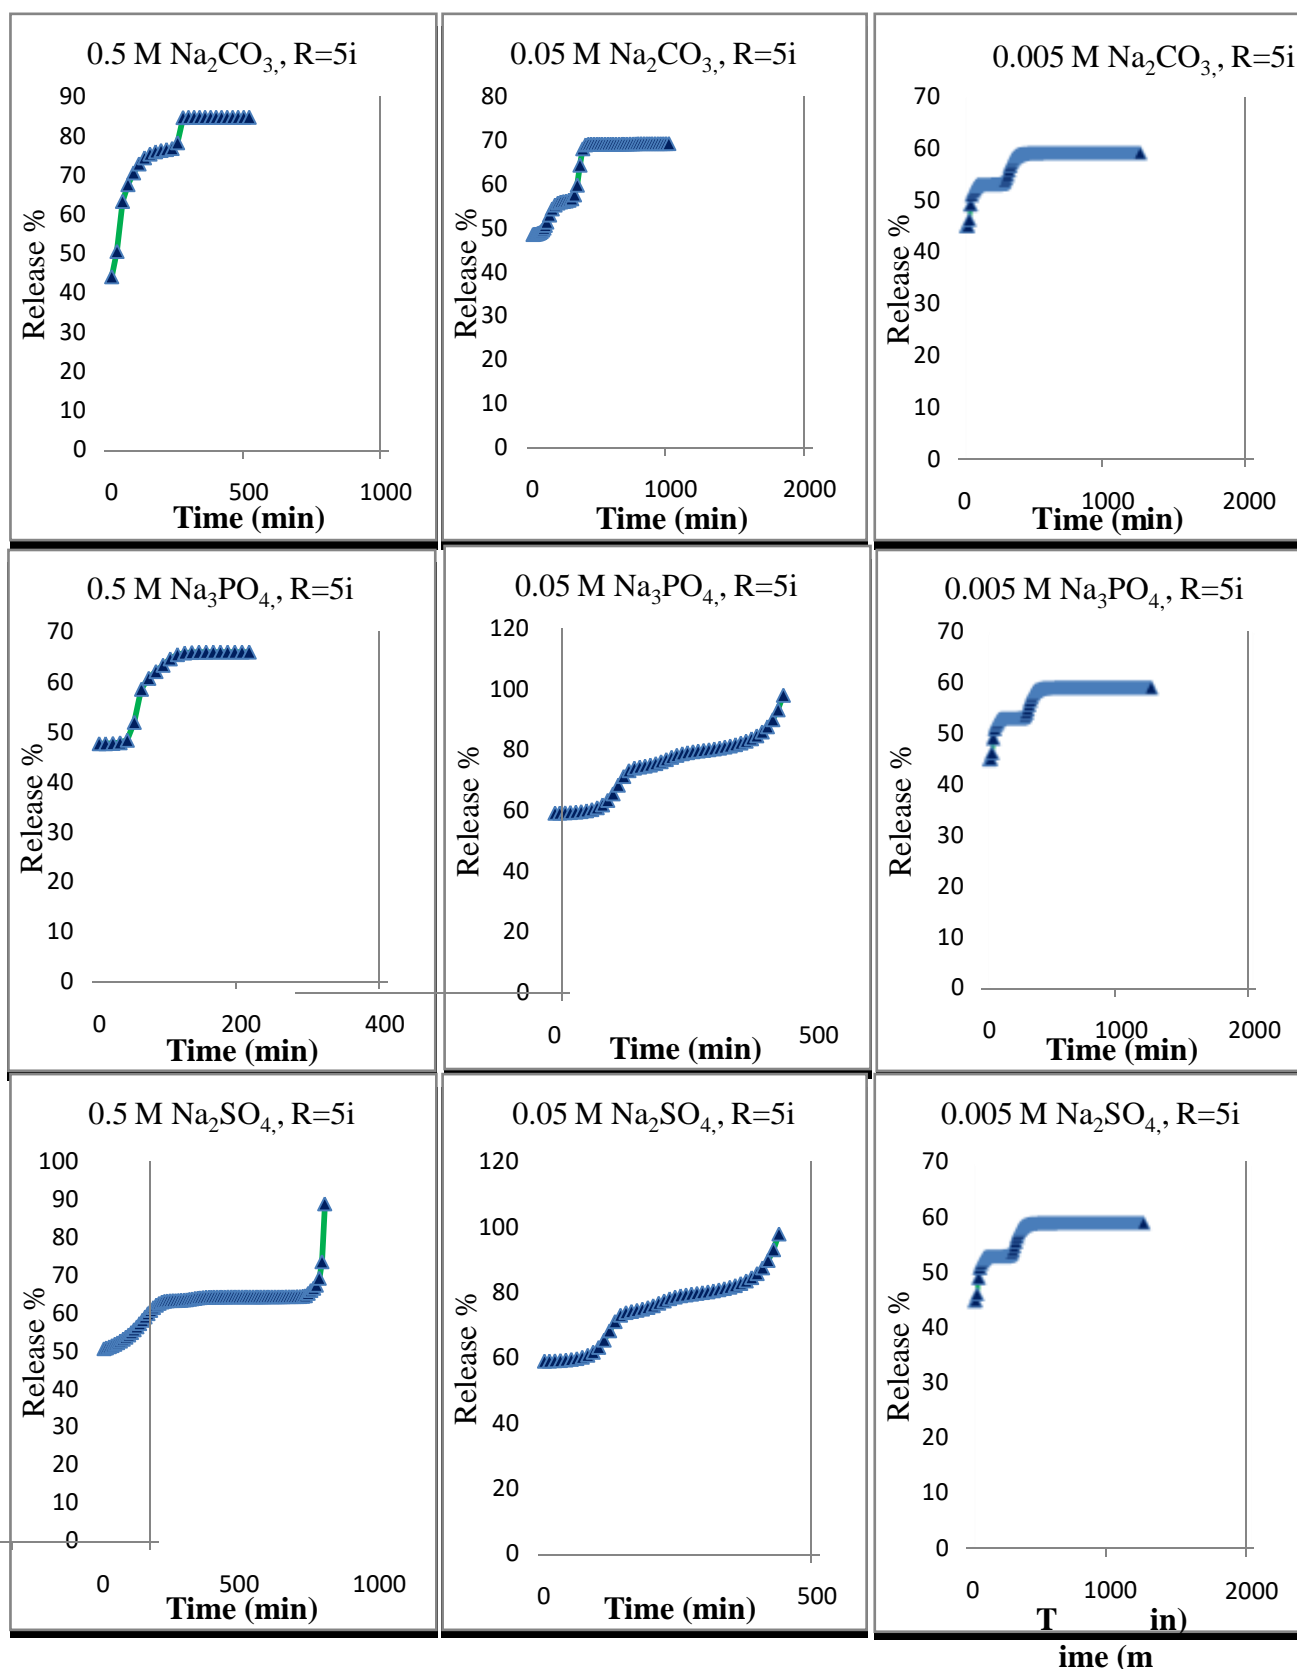 0.5 M Na₂CO₃,, R=5i
90
80
70
60
50
40
30
20
10
0
Release %
0 500 1000
Time (min)
0.05 M Na₂CO₃,, R=5i
80
70
60
50
40
30
20
10
0
Release %
0 1000 2000
Time (min)
0.005 M Na₂CO₃,, R=5i
70
60
50
40
30
20
10
0
Release %
0 1000 2000
Time (min)
0.5 M Na₃PO₄,, R=5i
70
60
50
40
30
20
10
0
Release %
0 200 400
Time (min)
0.05 M Na₃PO₄,, R=5i
120
100
80
60
40
20
0
Release %
0 500
Time (min)
0.005 M Na₃PO₄,, R=5i
70
60
50
40
30
20
10
0
Release %
0 1000 2000
Time (min)
0.5 M Na₂SO₄,, R=5i
100
90
80
70
60
50
40
30
20
10
0
Release %
0 500 1000
Time (min)
0.05 M Na₂SO₄,, R=5i
120
100
80
60
40
20
0
Release %
0 500
Time (min)
0.005 M Na₂SO₄,, R=5i
70
60
50
40
30
20
10
0
Release %
0 1000 2000
T in)
ime (m